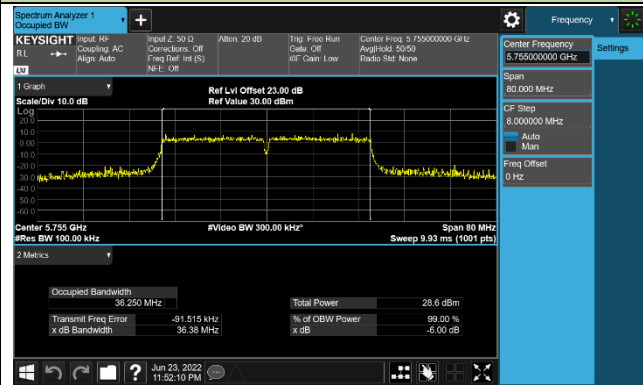 Spectrum Analyzer 1
Occupied BW
Frequency
KEYSIGHT
RL
LXI
Input: RF
Coupling: AC
Align: Auto
Input Z: 50 Ω
Corrections: Off
Freq Ref: Int (S)
NFE: Off
Atten: 20 dB
Trig: Free Run
Gate: Off
#IF Gain: Low
Center Freq: 5.755000000 GHz
Avg|Hold: 50/50
Radio Std: None
Center Frequency
5.755000000 GHz
Settings
Span
80.000 MHz
CF Step
8.000000 MHz
Auto
Man
Freq Offset
0 Hz
1 Graph
Scale/Div 10.0 dB
Ref Lvl Offset 23.00 dB
Ref Value 30.00 dBm
Log
20.0
10.0
0.00
-10.0
-20.0
-30.0
-40.0
-50.0
-60.0
Center 5.755 GHz
#Res BW 100.00 kHz
#Video BW 300.00 kHz*
Span 80 MHz
Sweep 9.93 ms (1001 pts)
2 Metrics
Occupied Bandwidth
36.250 MHz
Transmit Freq Error -91.515 kHz
x dB Bandwidth 36.38 MHz
Total Power 28.6 dBm
% of OBW Power 99.00 %
x dB -6.00 dB
?
Jun 23, 2022
11:52:10 PM